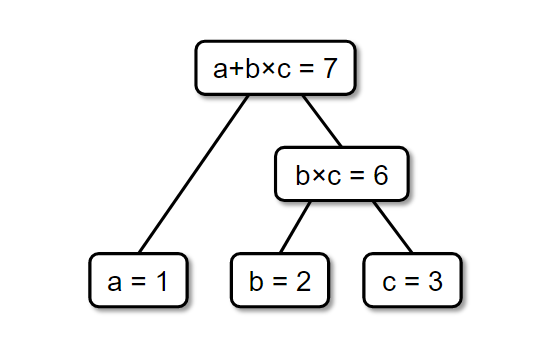 a+b×c = 7
b×c = 6
a = 1
b = 2
c = 3